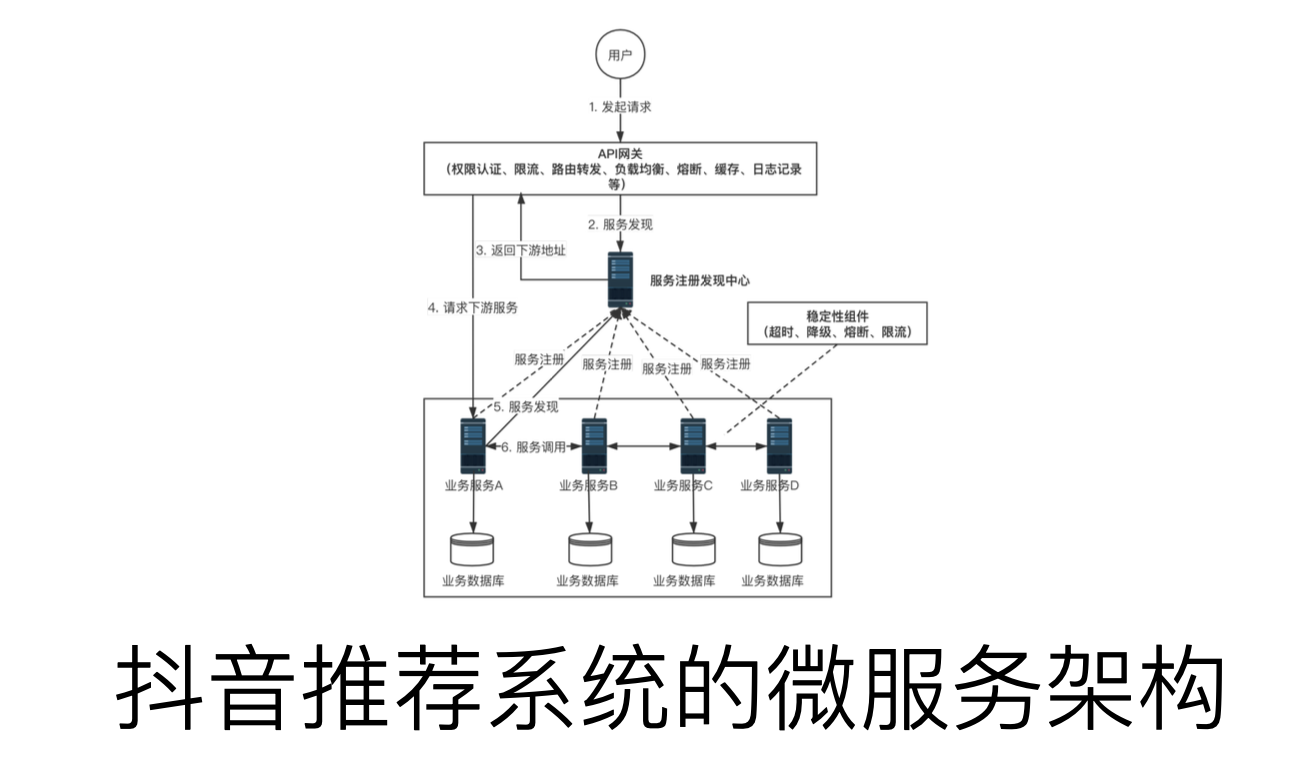 用户
1. 发起请求
API网关
（权限认证、限流、路由转发、负载均衡、熔断、缓存、日志记录
等）
2. 服务发现
3. 返回下游地址
服务注册发现中心
4. 请求下游服务
稳定性组件
（超时、降级、熔断、限流）
服务注册
服务注册
服务注册
服务注册
5. 服务发现
6. 服务调用
业务服务A
业务服务B
业务服务C
业务服务D
业务数据库
业务数据库
业务数据库
业务数据库
抖音推荐系统的微服务架构